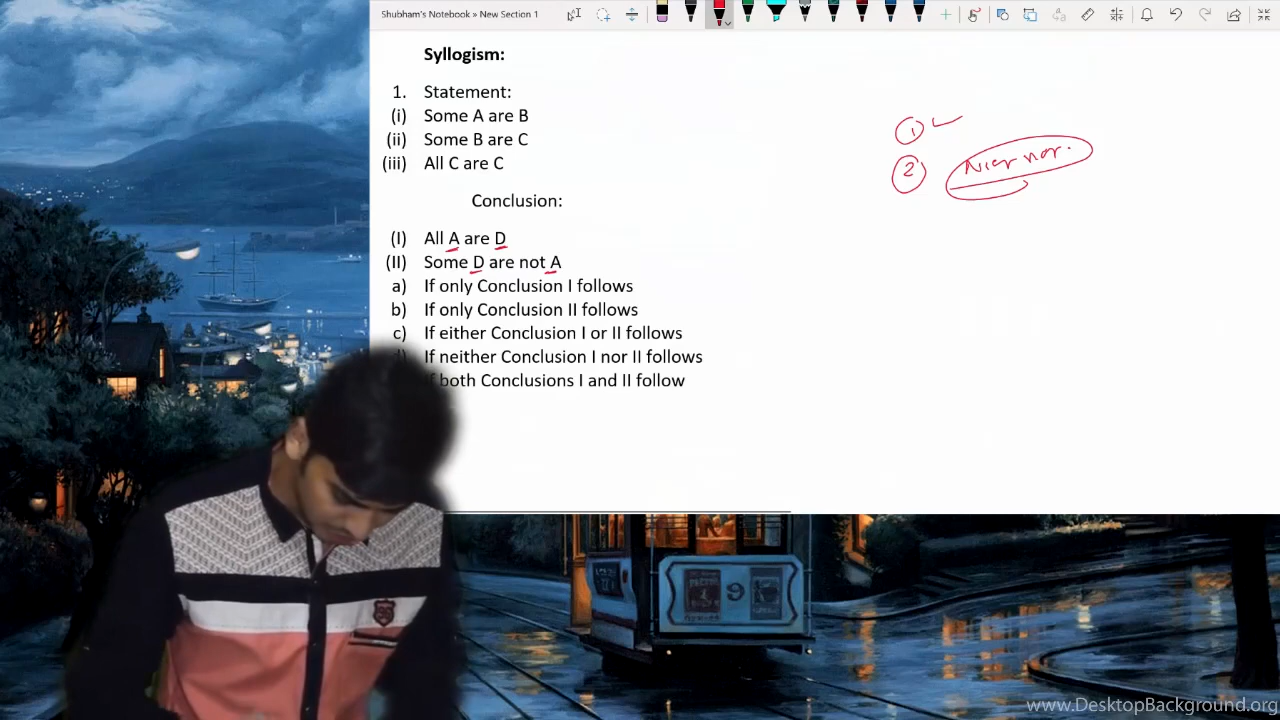 Shubham's Notebook » New Section 1
Syllogism:
1. Statement:
(i) Some A are B
(ii) Some B are C
(iii) All C are C
Conclusion:
(I) All A are D
(II) Some D are not A
a) If only Conclusion I follows
b) If only Conclusion II follows
c) If either Conclusion I or II follows
If neither Conclusion I nor II follows
both Conclusions I and II follow
1
2 nor.
9
www.DesktopBackground.org